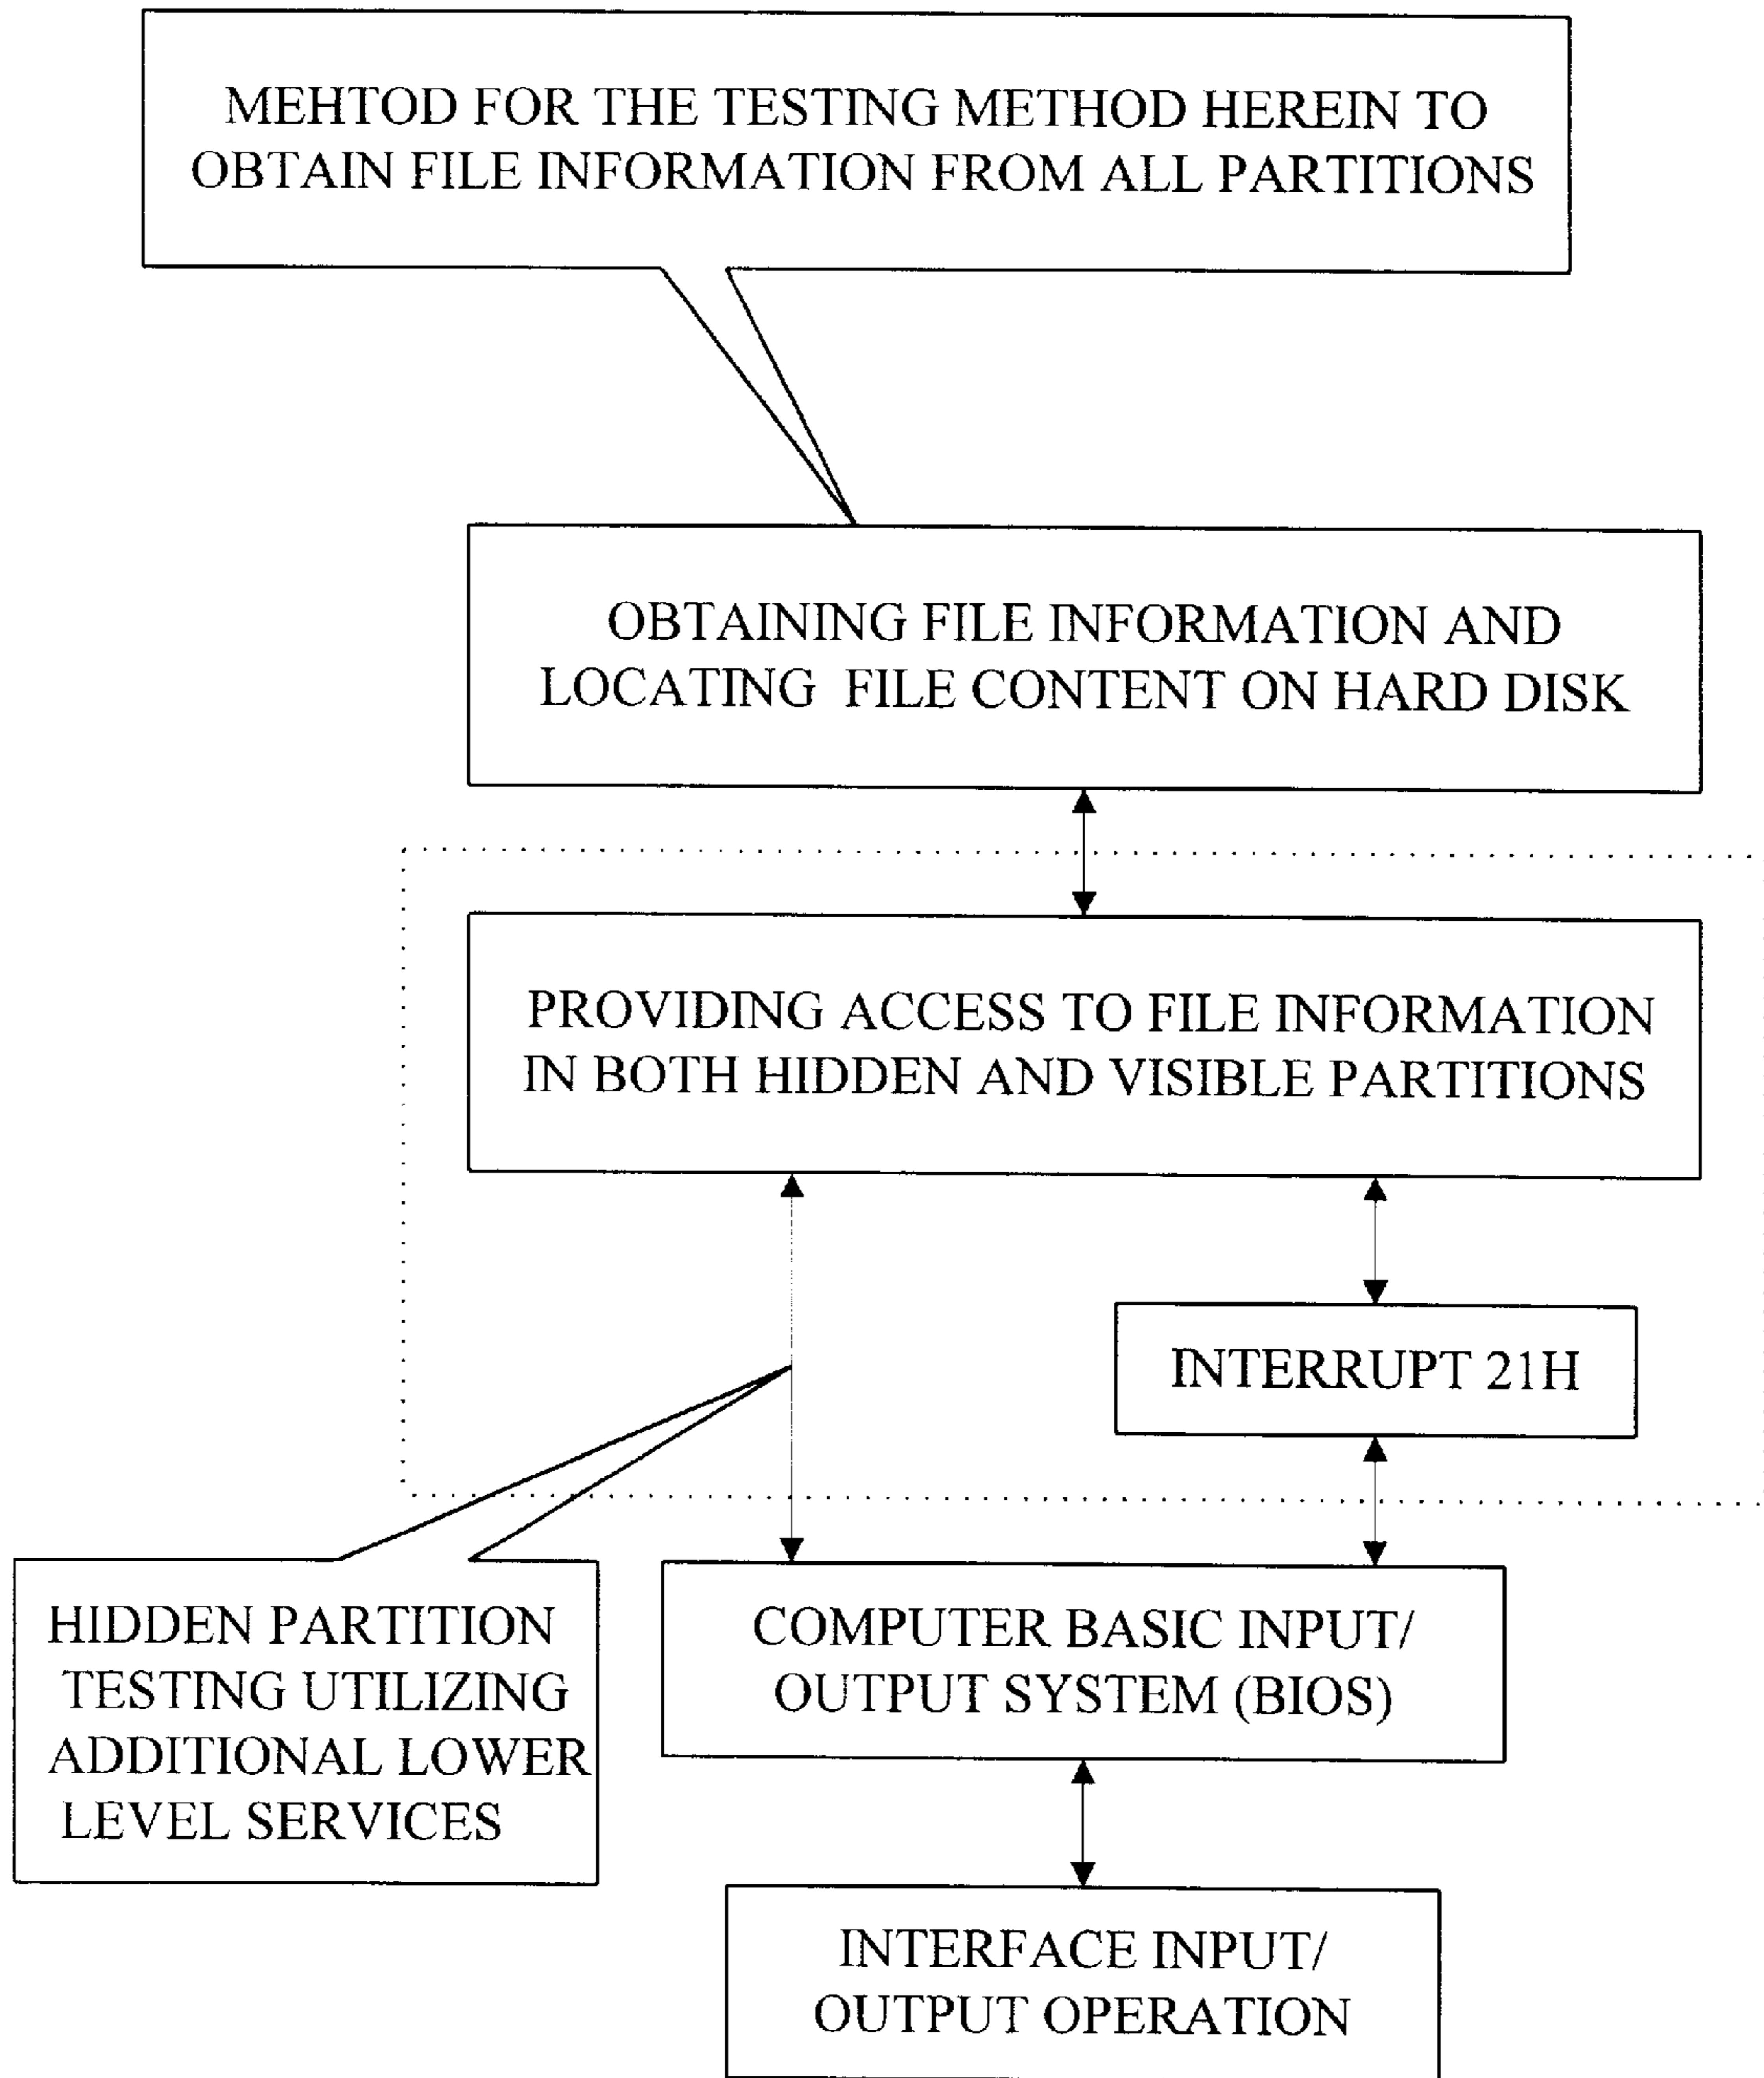 MEHTOD FOR THE TESTING METHOD HEREIN TO
OBTAIN FILE INFORMATION FROM ALL PARTITIONS
OBTAINING FILE INFORMATION AND
LOCATING FILE CONTENT ON HARD DISK
PROVIDING ACCESS TO FILE INFORMATION
IN BOTH HIDDEN AND VISIBLE PARTITIONS
INTERRUPT 21H
HIDDEN PARTITION
TESTING UTILIZING
ADDITIONAL LOWER
LEVEL SERVICES
COMPUTER BASIC INPUT/
OUTPUT SYSTEM (BIOS)
INTERFACE INPUT/
OUTPUT OPERATION